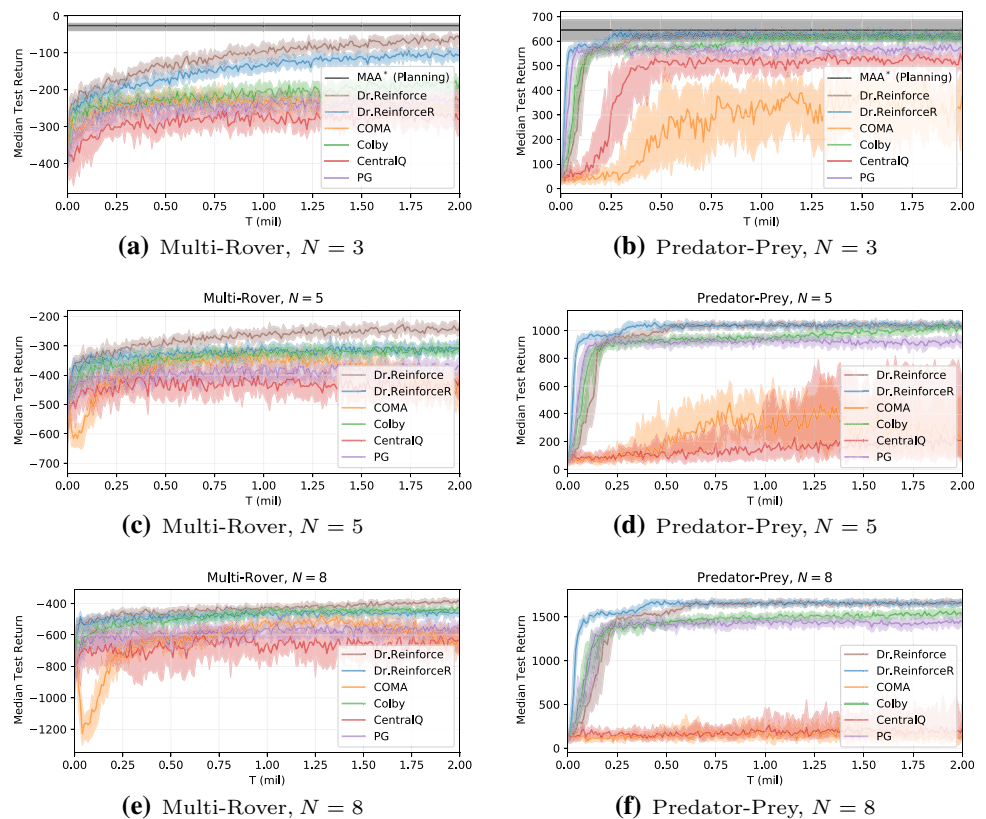 0
−100
−200
−300
−400
Median Test Return
MAA* (Planning)
Dr.Reinforce
Dr.ReinforceR
COMA
Colby
CentralQ
PG
0.00 0.25 0.50 0.75 1.00 1.25 1.50 1.75 2.00
T (mil)
(a) Multi-Rover, N = 3
700
600
500
400
300
200
100
0
Median Test Return
MAA* (Planning)
Dr.Reinforce
Dr.ReinforceR
COMA
Colby
CentralQ
PG
0.00 0.25 0.50 0.75 1.00 1.25 1.50 1.75 2.00
T (mil)
(b) Predator-Prey, N = 3
Multi-Rover, N = 5
−200
−300
−400
−500
−600
−700
Median Test Return
Dr.Reinforce
Dr.ReinforceR
COMA
Colby
CentralQ
PG
0.00 0.25 0.50 0.75 1.00 1.25 1.50 1.75 2.00
T (mil)
(c) Multi-Rover, N = 5
Predator-Prey, N = 5
1000
800
600
400
200
0
Median Test Return
Dr.Reinforce
Dr.ReinforceR
COMA
Colby
CentralQ
PG
0.00 0.25 0.50 0.75 1.00 1.25 1.50 1.75 2.00
T (mil)
(d) Predator-Prey, N = 5
Multi-Rover, N = 8
−400
−600
−800
−1000
−1200
Median Test Return
Dr.Reinforce
Dr.ReinforceR
COMA
Colby
CentralQ
PG
0.00 0.25 0.50 0.75 1.00 1.25 1.50 1.75 2.00
T (mil)
(e) Multi-Rover, N = 8
Predator-Prey, N = 8
1500
1000
500
0
Median Test Return
Dr.Reinforce
Dr.ReinforceR
COMA
Colby
CentralQ
PG
0.00 0.25 0.50 0.75 1.00 1.25 1.50 1.75 2.00
T (mil)
(f) Predator-Prey, N = 8